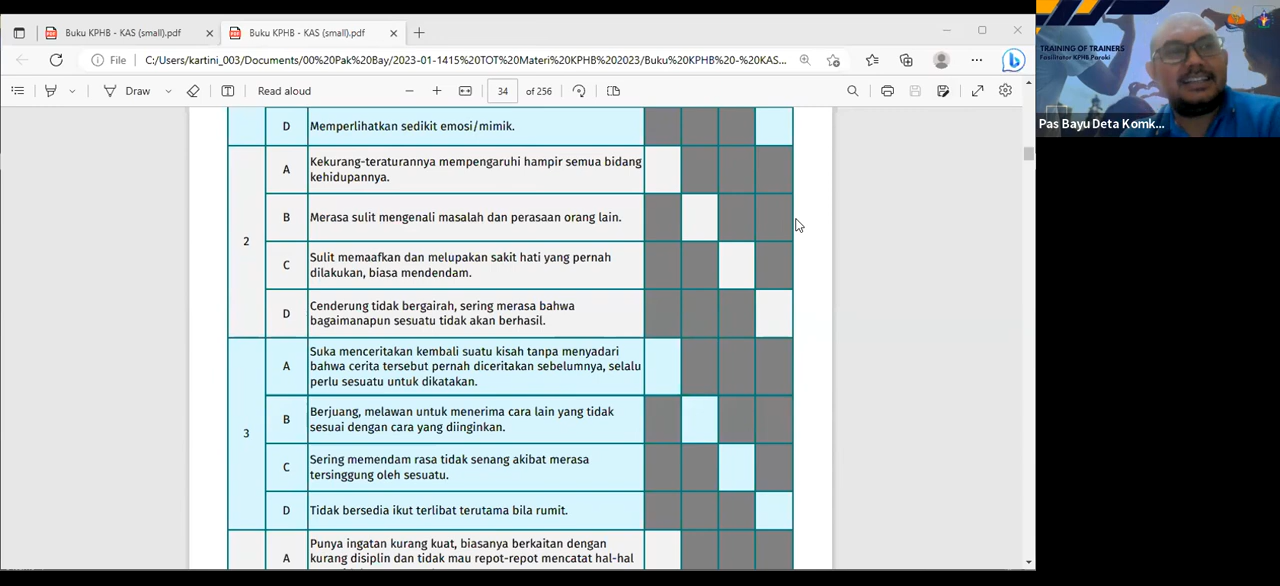 Buku KPHB - KAS (small).pdf
Buku KPHB - KAS (small).pdf
File
C:/Users/kartini_003/Documents/00%20Pak%20Bay/2023-01-1415%20TOT%20Materi%20KPHB%202023/Buku%20KPHB%20-%20KAS...
Draw
Read aloud
34 of 256
TRAINING OF TRAINERS
Fasilitator KPHB Paroki
Pas Bayu Deta Komk...
D Memperlihatkan sedikit emosi/mimik.
2
A Kekurang-teraturannya mempengaruhi hampir semua bidang
kehidupannya.
B Merasa sulit mengenali masalah dan perasaan orang lain.
C Sulit memaafkan dan melupakan sakit hati yang pernah
dilakukan, biasa mendendam.
D Cenderung tidak bergairah, sering merasa bahwa
bagaimanapun sesuatu tidak akan berhasil.
3
A Suka menceritakan kembali suatu kisah tanpa menyadari
bahwa cerita tersebut pernah diceritakan sebelumnya, selalu
perlu sesuatu untuk dikatakan.
B Berjuang, melawan untuk menerima cara lain yang tidak
sesuai dengan cara yang diinginkan.
C Sering memendam rasa tidak senang akibat merasa
tersinggung oleh sesuatu.
D Tidak bersedia ikut terlibat terutama bila rumit.
A Punya ingatan kurang kuat, biasanya berkaitan dengan
kurang disiplin dan tidak mau repot-repot mencatat hal-hal